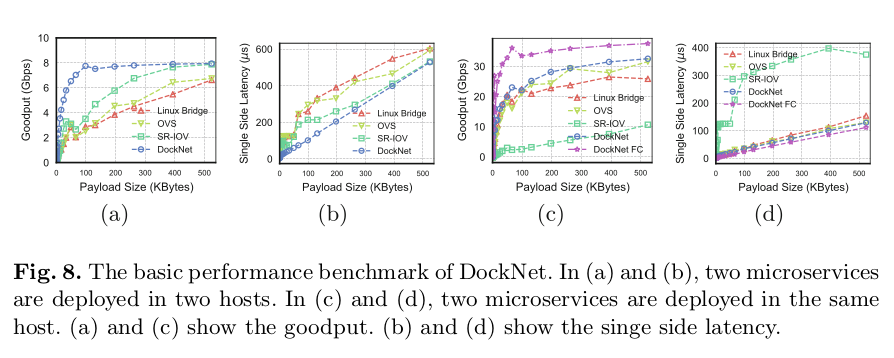 10
8
6
4
2
0
Goodput (Gbps)
0 100 200 300 400 500
Payload Size (KBytes)
Linux Bridge
OVS
SR-IOV
DockNet
(a)
600
400
200
0
Single Side Latency (μs)
0 100 200 300 400 500
Payload Size (KBytes)
Linux Bridge
OVS
SR-IOV
DockNet
(b)
30
20
10
0
Goodput (Gbps)
0 100 200 300 400 500
Payload Size (KBytes)
Linux Bridge
OVS
SR-IOV
DockNet
DockNet FC
(c)
400
300
200
100
0
Single Side Latency (μs)
0 100 200 300 400 500
Payload Size (KBytes)
Linux Bridge
OVS
SR-IOV
DockNet
DockNet FC
(d)
Fig. 8. The basic performance benchmark of DockNet. In (a) and (b), two microservices
are deployed in two hosts. In (c) and (d), two microservices are deployed in the same
host. (a) and (c) show the goodput. (b) and (d) show the singe side latency.